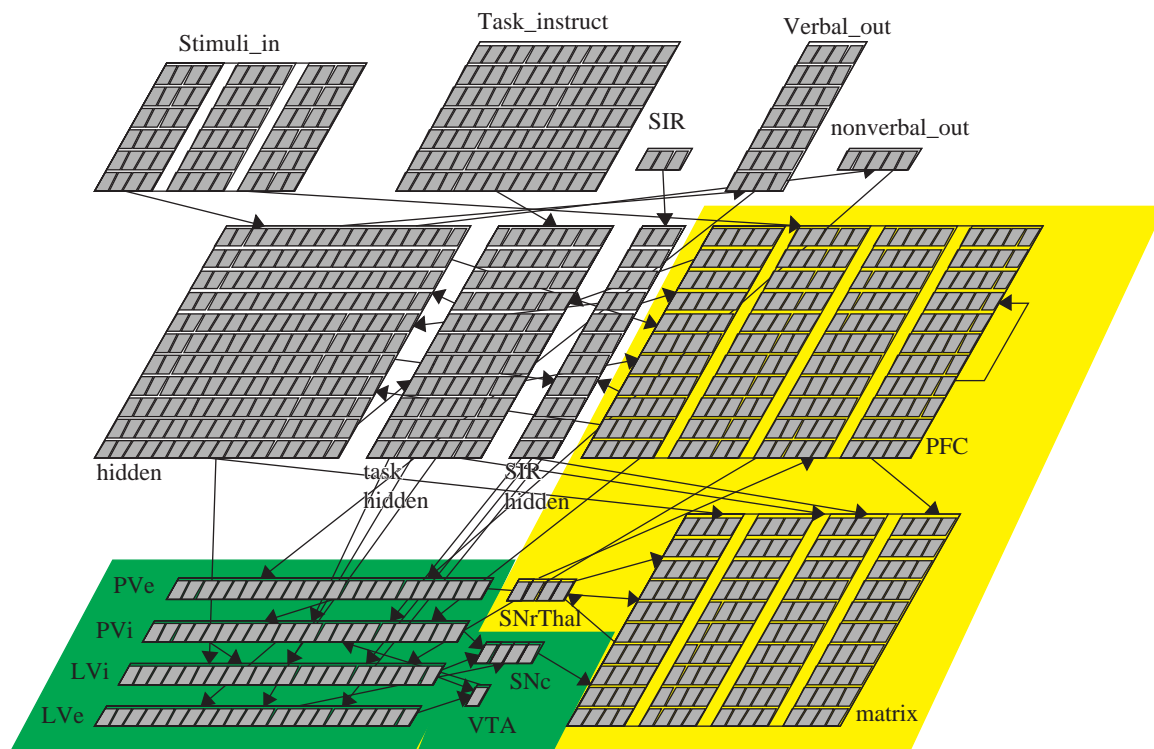 Task_instruct
Verbal_out
Stimuli_in
SIR
nonverbal_out
hidden
task
hidden
SIR
hidden
PFC
PVe
SNrThal
PVi
LVi
SNc
LVe
VTA
matrix